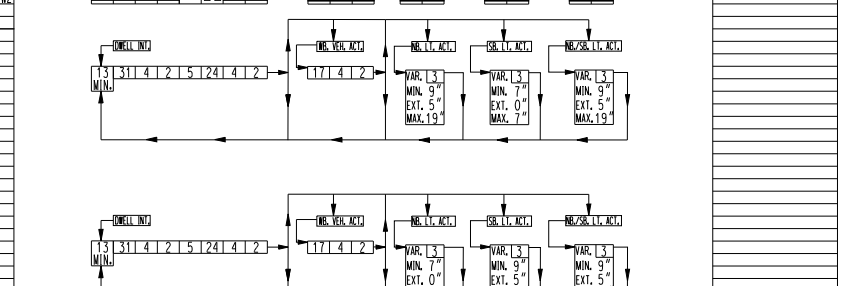 DWELL INT.
WB. VEH. ACT.
NB. LT. ACT.
SB. LT. ACT.
NB./SB. LT. ACT.
13 31 4 2 5 24 4 2
MIN.
17 4 2
VAR. 3
MIN. 9"
EXT. 5"
MAX. 19"
VAR. 3
MIN. 7"
EXT. 0"
MAX. 7"
VAR. 3
MIN. 9"
EXT. 5"
MAX. 19"
DWELL INT.
WB. VEH. ACT.
NB. LT. ACT.
SB. LT. ACT.
NB./SB. LT. ACT.
13 31 4 2 5 24 4 2
MIN.
17 4 2
VAR. 3
MIN. 7"
EXT. 0"
VAR. 3
MIN. 9"
EXT. 5"
VAR. 3
MIN. 9"
EXT. 5"